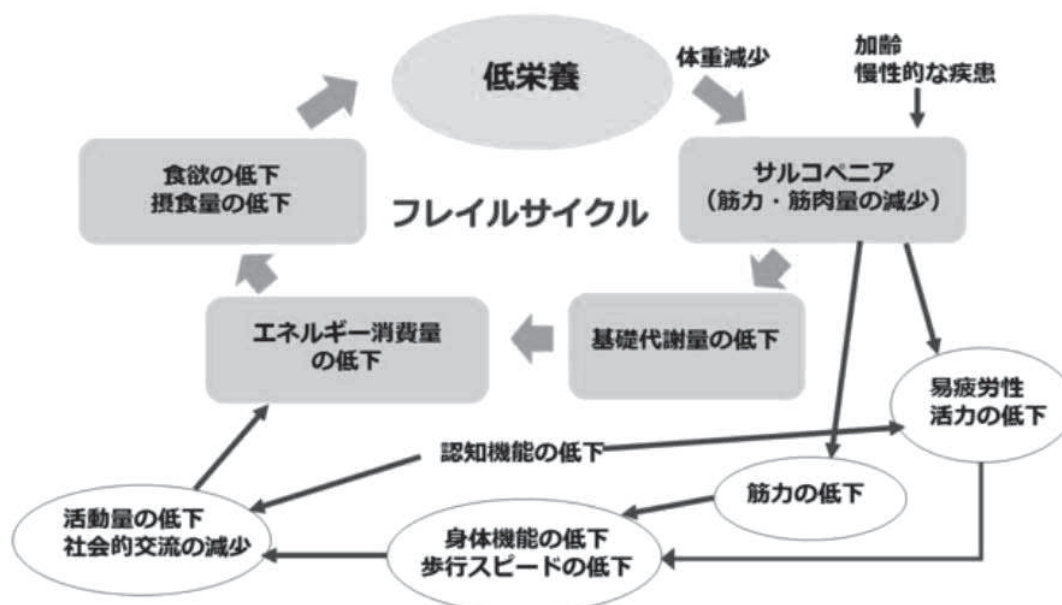 低栄養
体重減少
加齢
慢性的な疾患
食欲の低下
摂食量の低下
フレイルサイクル
サルコペニア
（筋力・筋肉量の減少）
エネルギー消費量
の低下
基礎代謝量の低下
易疲労性
活力の低下
認知機能の低下
筋力の低下
活動量の低下
社会的交流の減少
身体機能の低下
歩行スピードの低下